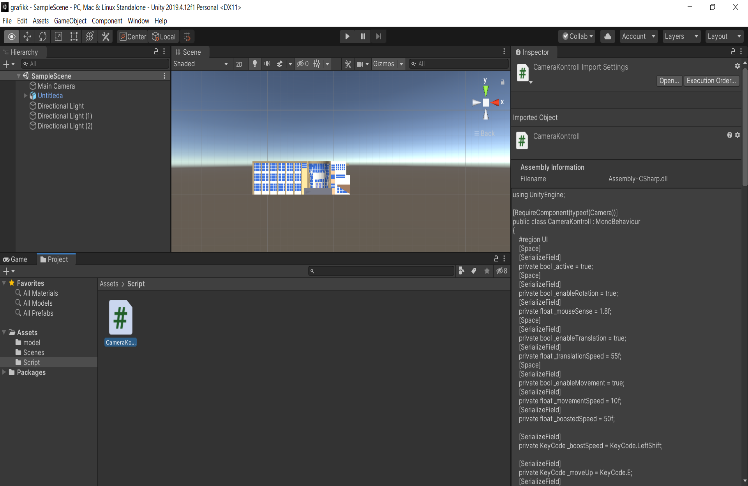 grafikk - SampleScene - PC, Mac & Linux Standalone - Unity 2019.4.12f1 Personal <DX11>
File Edit Assets GameObject Component Window Help
Center Local Collab Account Layers Layout
Hierarchy
All
SampleScene
Main Camera
Untitleda
Directional Light
Directional Light (1)
Directional Light (2)
Scene
Shaded 2D 0 Gizmos All
y
x
Back
Inspector
CameraKontroll Import Settings
Open... Execution Order...
Imported Object
CameraKontroll
Assembly Information
Filename Assembly-CSharp.dll
using UnityEngine;
[RequireComponent(typeof(Camera))]
public class CameraKontroll : MonoBehaviour
{
#region UI
[Space]
[SerializeField]
private bool _active = true;
[Space]
[SerializeField]
private bool _enableRotation = true;
[SerializeField]
private float _mouseSense = 1.8f;
[Space]
[SerializeField]
private bool _enableTranslation = true;
[SerializeField]
private float _translationSpeed = 55f;
[Space]
[SerializeField]
private bool _enableMovement = true;
[SerializeField]
private float _movementSpeed = 10f;
[SerializeField]
private float _boostedSpeed = 50f;
[SerializeField]
private KeyCode _boostSpeed = KeyCode.LeftShift;
[SerializeField]
private KeyCode _moveUp = KeyCode.E;
[SerializeField]
Game Project
8
Favorites
All Materials
All Models
All Prefabs
Assets
model
Scenes
Script
Packages
Assets > Script
#
CameraKo...